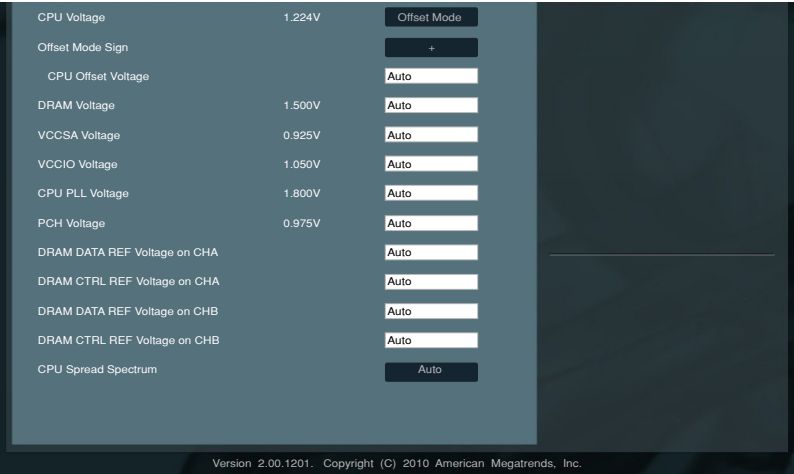 CPU Voltage 1.224V Offset Mode
Offset Mode Sign +
CPU Offset Voltage Auto
DRAM Voltage 1.500V Auto
VCCSA Voltage 0.925V Auto
VCCIO Voltage 1.050V Auto
CPU PLL Voltage 1.800V Auto
PCH Voltage 0.975V Auto
DRAM DATA REF Voltage on CHA Auto
DRAM CTRL REF Voltage on CHA Auto
DRAM DATA REF Voltage on CHB Auto
DRAM CTRL REF Voltage on CHB Auto
CPU Spread Spectrum Auto
Version 2.00.1201. Copyright (C) 2010 American Megatrends, Inc.